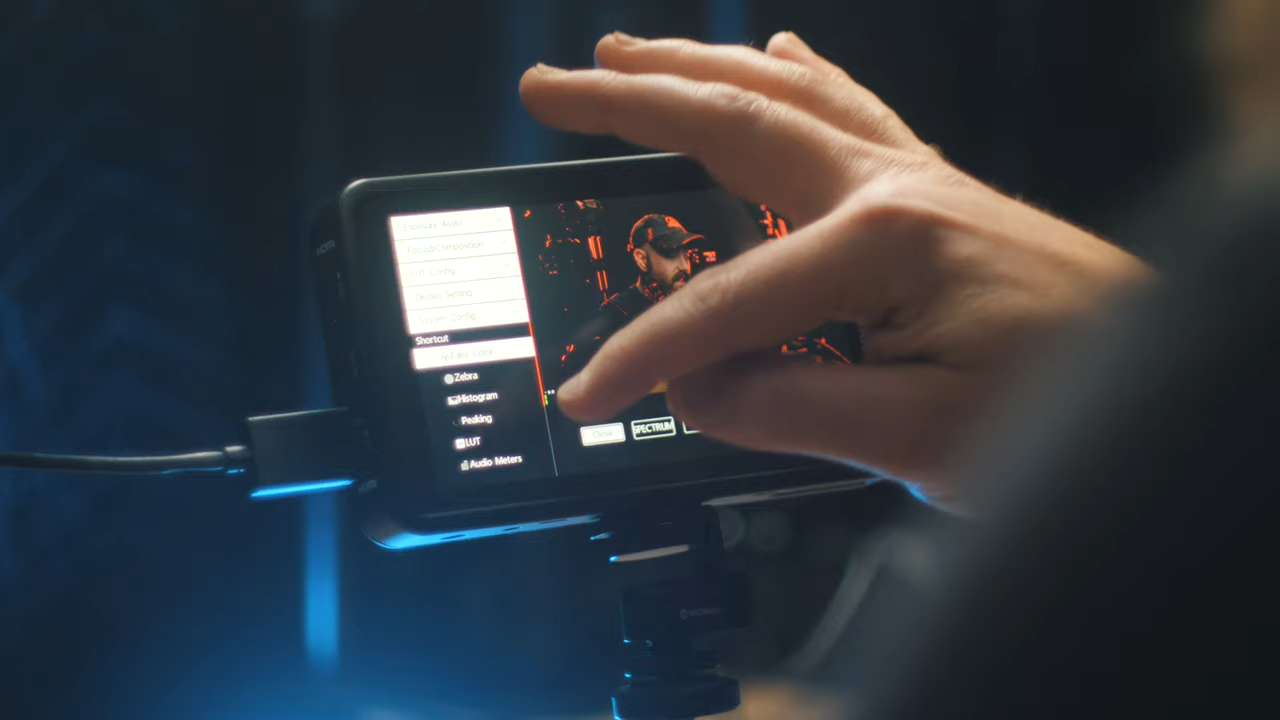 HDMI
Exposure Assist
Focus&Composition
LUT Config
Display Setting
System Config
Shortcut
False Color
Zebra
Histogram
Peaking
LUT
Audio Meters
Close
SPECTRUM